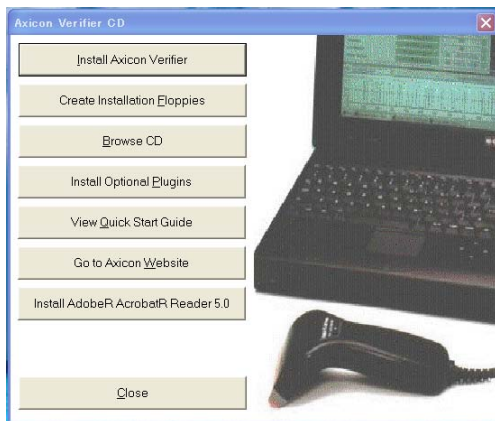 Axicon Verifier CD
Install Axicon Verifier
Create Installation Floppies
Browse CD
Install Optional Plugins
View Quick Start Guide
Go to Axicon Website
Install AdobeR AcrobatR Reader 5.0
Close